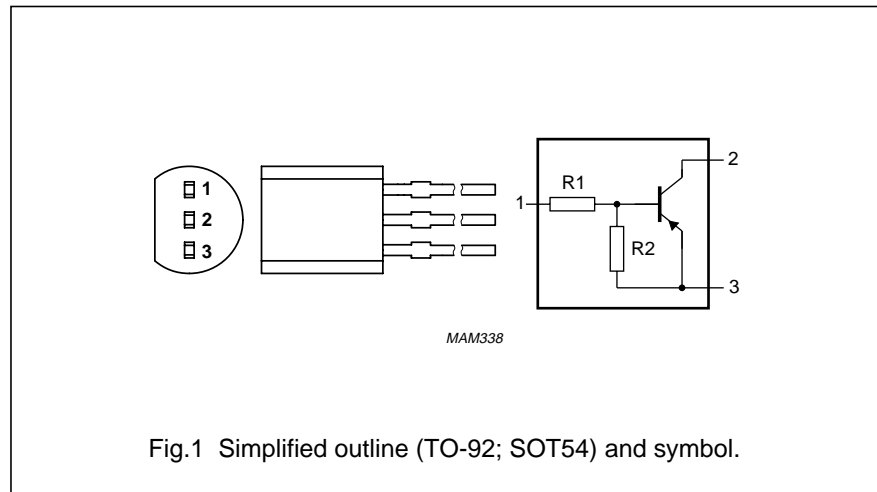 1
2
3
1
R1
R2
2
3
MAM338
Fig.1 Simplified outline (TO-92; SOT54) and symbol.